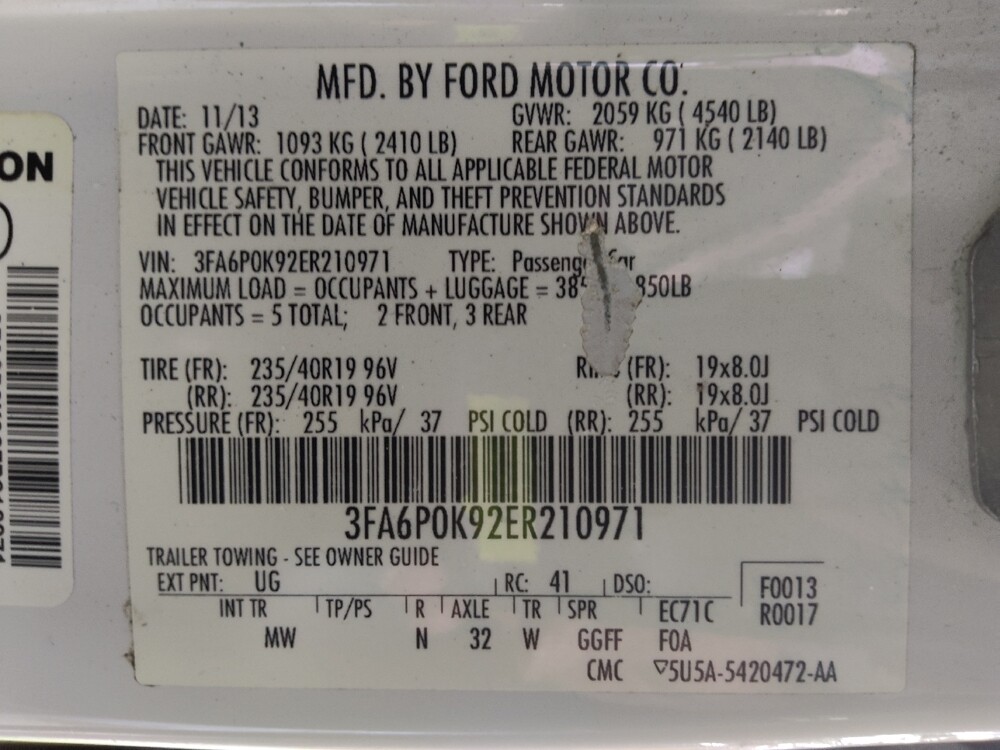 ON
MFD. BY FORD MOTOR CO.
DATE: 11/13 GVWR: 2059 KG ( 4540 LB)
FRONT GAWR: 1093 KG ( 2410 LB) REAR GAWR: 971 KG ( 2140 LB)
THIS VEHICLE CONFORMS TO ALL APPLICABLE FEDERAL MOTOR
VEHICLE SAFETY, BUMPER, AND THEFT PREVENTION STANDARDS
IN EFFECT ON THE DATE OF MANUFACTURE SHOWN ABOVE.
VIN: 3FA6P0K92ER210971 TYPE: Passenger Car
MAXIMUM LOAD = OCCUPANTS + LUGGAGE = 38 850LB
OCCUPANTS = 5 TOTAL; 2 FRONT, 3 REAR
TIRE (FR): 235/40R19 96V (FR): 19x8.0J
(RR): 235/40R19 96V (RR): 19x8.0J
PRESSURE (FR): 255 kPa/ 37 PSI COLD (RR): 255 kPa/ 37 PSI COLD
3FA6P0K92ER210971
TRAILER TOWING - SEE OWNER GUIDE
EXT PNT: UG RC: 41 DSO: F0013
INT TR TP/PS R AXLE TR SPR EC71C R0017
MW N 32 W GGFF FOA
CMC ▽5U5A-5420472-AA